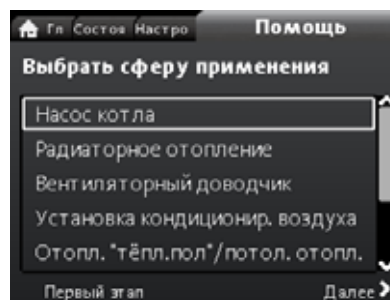 Гл Состоя Настро Помощь
Выбрать сферу применения
Насос котла
Радиаторное отопление
Вентиляторный доводчик
Установка кондиционир. воздуха
Отопл. "тёпл.пол"/потол. отопл.
Первый этап Далее